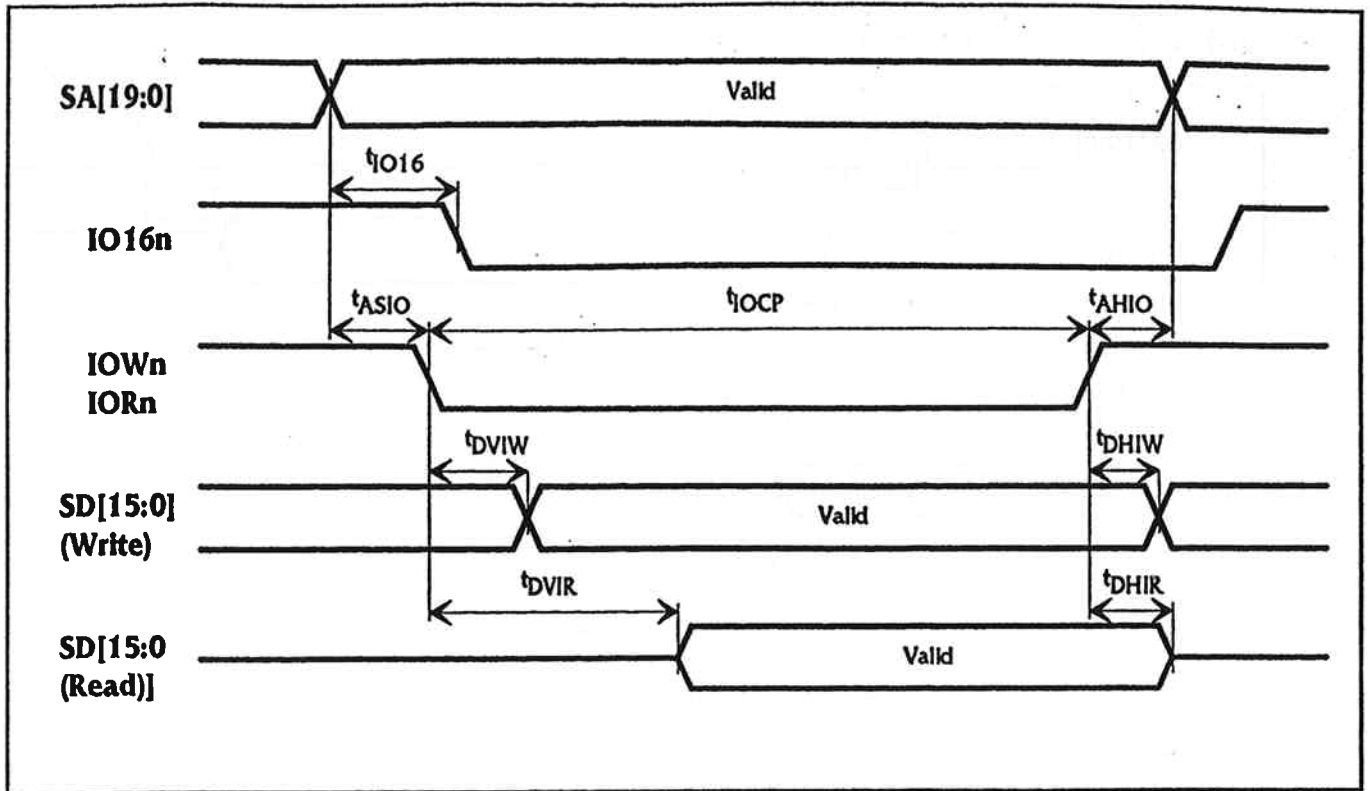 SA[19:0]
Valid
tIO16
IO16n
tASIO
tIOCP
tAHIO
IOWn
IORn
tDVIW
tDHIW
SD[15:0]
(Write)
Valid
tDVIR
tDHIR
SD[15:0
(Read)]
Valid